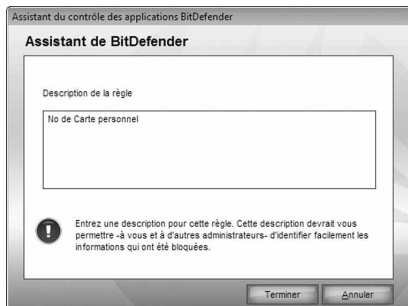 Assistant du contrôle des applications BitDefender
Assistant de BitDefender
Description de la règle
No de Carte personnel
Entrez une description pour cette règle. Cette description devrait vous
permettre -à vous et à d'autres administrateurs- d'identifier facilement les
informations qui ont été bloquées.
Terminer Annuler